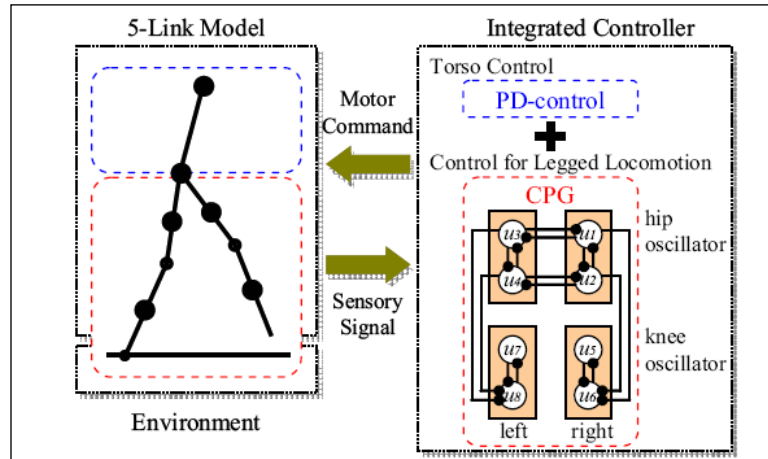 5-Link Model
Integrated Controller
Torso Control
PD-control
Motor
Command
Control for Legged Locomotion
CPG
u3
u1
hip
oscillator
u4
u2
Sensory
Signal
u7
u5
knee
oscillator
u8
u6
left
right
Environment